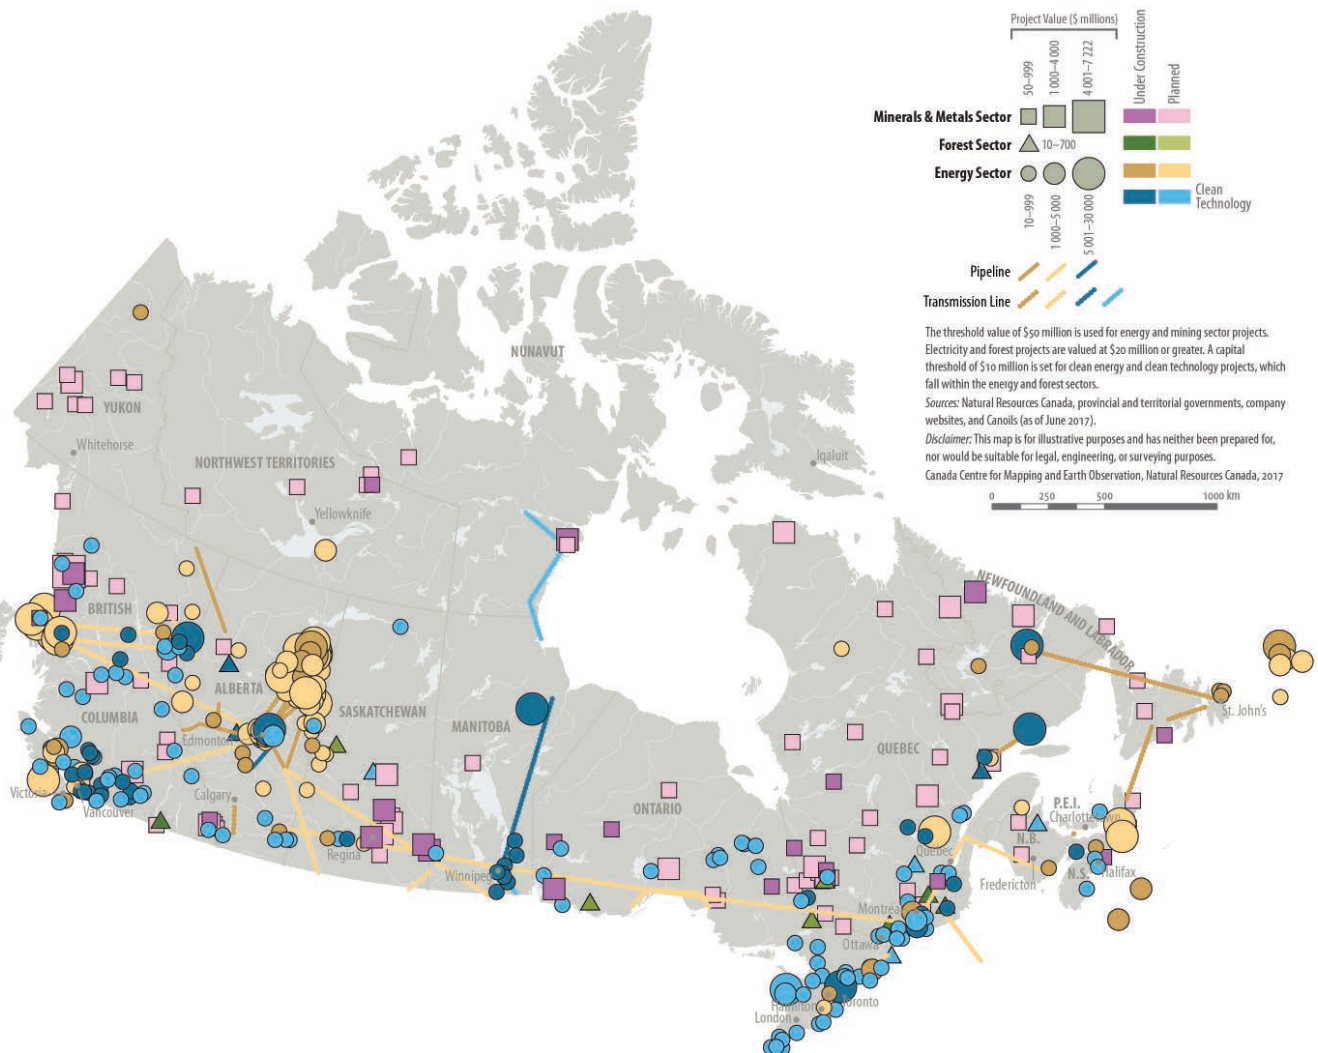 Project Value ($ millions)
50–999
1 000–4 000
4 001–7 222
Under Construction
Planned
Minerals & Metals Sector
Forest Sector
10–700
Energy Sector
Clean
Technology
10–999
1 000–5 000
5 001–30 000
Pipeline
Transmission Line
The threshold value of $50 million is used for energy and mining sector projects.
Electricity and forest projects are valued at $20 million or greater. A capital
threshold of $10 million is set for clean energy and clean technology projects, which
fall within the energy and forest sectors.
Sources: Natural Resources Canada, provincial and territorial governments, company
websites, and Canoils (as of June 2017).
Disclaimer: This map is for illustrative purposes and has neither been prepared for,
nor would be suitable for legal, engineering, or surveying purposes.
Canada Centre for Mapping and Earth Observation, Natural Resources Canada, 2017
0 250 500 1000 km
NUNAVUT
YUKON
Whitehorse
NORTHWEST TERRITORIES
Iqaluit
Yellowknife
NEWFOUNDLAND AND LABRADOR
BRITISH
COLUMBIA
ALBERTA
SASKATCHEWAN
MANITOBA
St. John's
Edmonton
QUEBEC
Victoria
Vancouver
Calgary
ONTARIO
P.E.I.
Charlottetown
N.B.
Regina
Quebec
Winnipeg
Fredericton
N.S.
Halifax
Montreal
Ottawa
Hamilton
Toronto
London